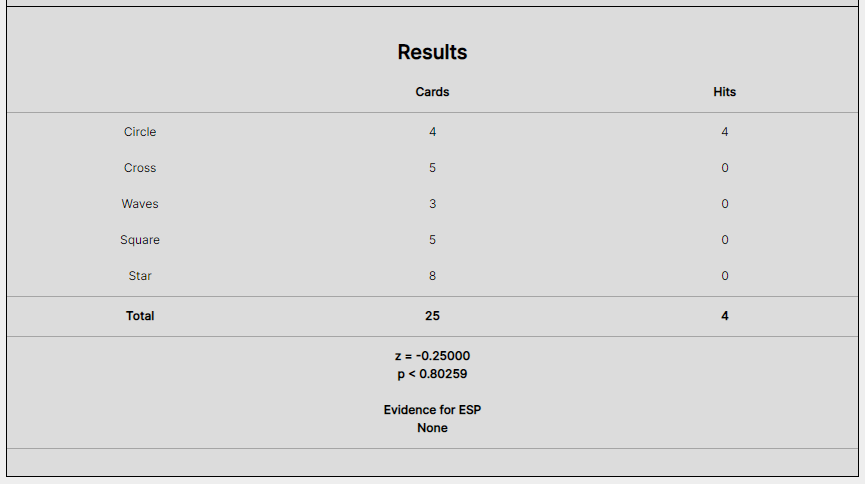 Results
Cards Hits
Circle 4 4
Cross 5 0
Waves 3 0
Square 5 0
Star 8 0
Total 25 4
z = -0.25000
p < 0.80259
Evidence for ESP
None